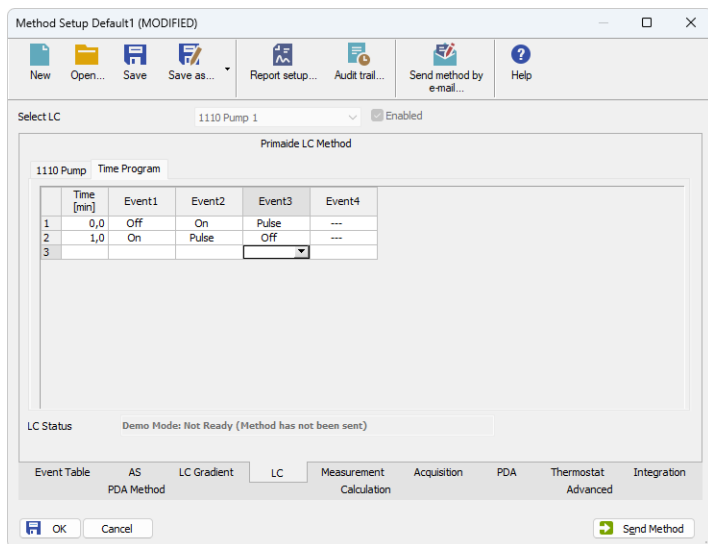 Method Setup Default1 (MODIFIED)
New Open... Save Save as... Report setup... Audit trail... Send method by e-mail... Help
Select LC 1110 Pump 1 Enabled
Primaide LC Method
1110 Pump Time Program
Time [min] Event1 Event2 Event3 Event4
1 0,0 Off On Pulse ---
2 1,0 On Pulse Off ---
3
LC Status Demo Mode: Not Ready (Method has not been sent)
Event Table AS LC Gradient LC Measurement Acquisition PDA Thermostat Integration
PDA Method Calculation Advanced
OK Cancel Send Method